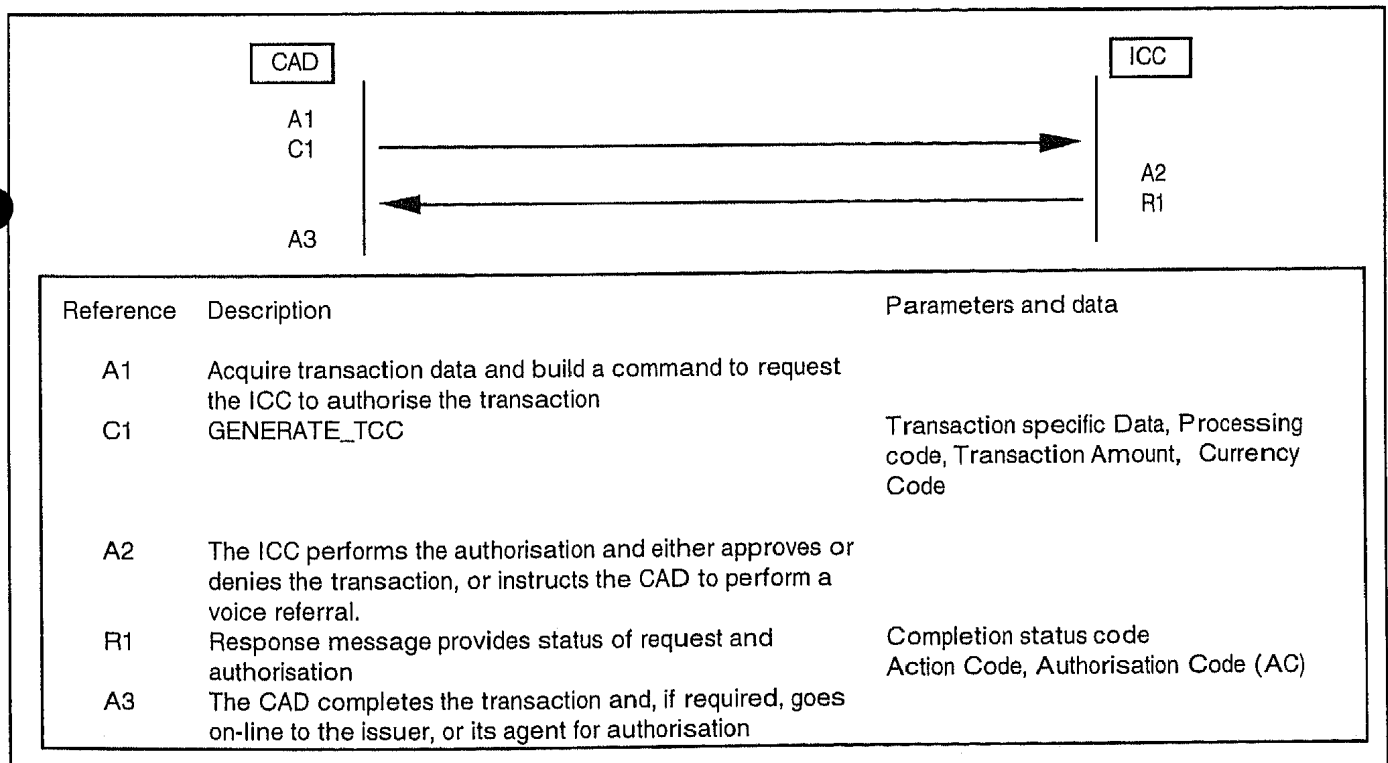 CAD
ICC
A1
C1
A2
R1
A3
Reference Description Parameters and data
A1 Acquire transaction data and build a command to request
the ICC to authorise the transaction
C1 GENERATE_TCC Transaction specific Data, Processing
code, Transaction Amount, Currency
Code
A2 The ICC performs the authorisation and either approves or
denies the transaction, or instructs the CAD to perform a
voice referral.
R1 Response message provides status of request and Completion status code
authorisation Action Code, Authorisation Code (AC)
A3 The CAD completes the transaction and, if required, goes
on-line to the issuer, or its agent for authorisation